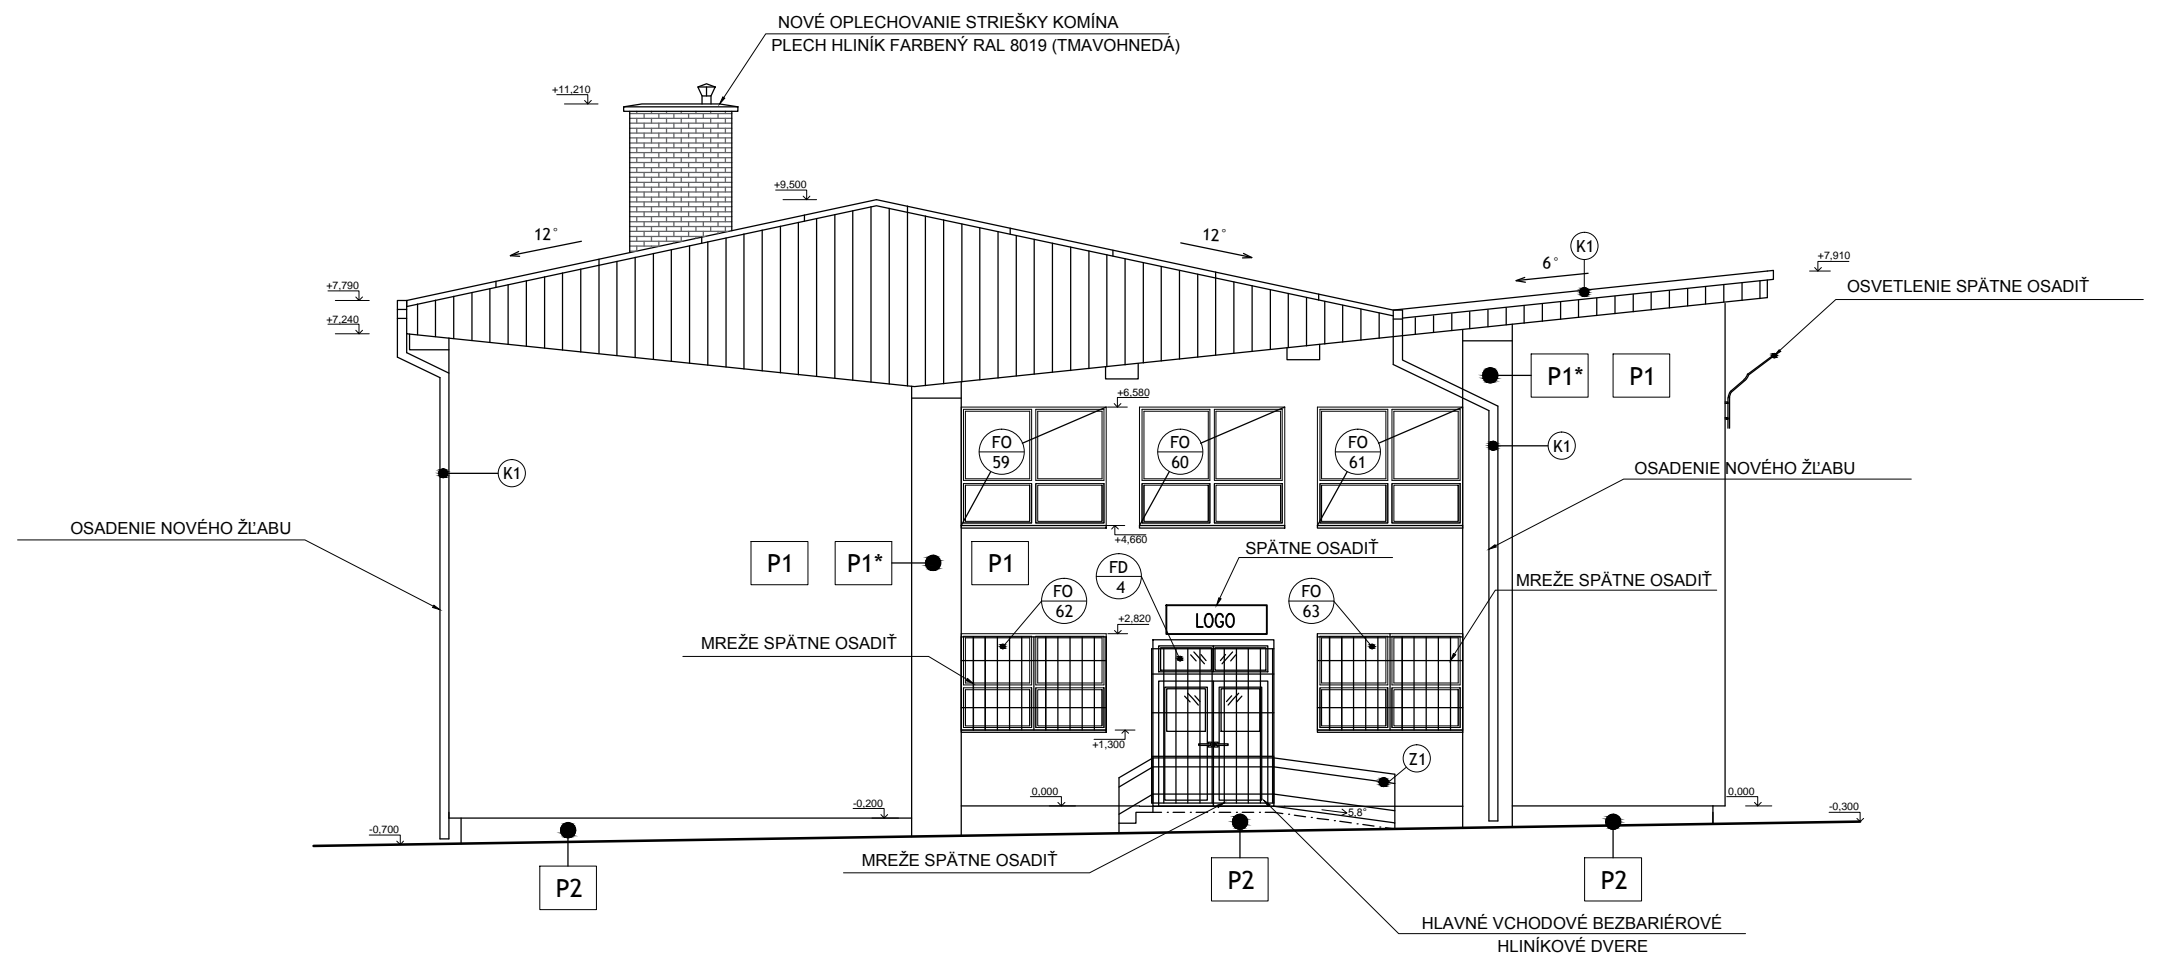 NOVÉ OPLECHOVANIE STRIEŠKY KOMÍNA
PLECH HLINÍK FARBENÝ RAL 8019 (TMAVOHNEDÁ)
+11,210
+9,500
12°
12°
6°
K1
+7,910
OSVETLENIE SPÄTNE OSADIŤ
+7,790
+7,240
P1*
P1
+6,580
FO
59
FO
60
FO
61
K1
K1
OSADENIE NOVÉHO ŽĽABU
OSADENIE NOVÉHO ŽĽABU
+4,660
SPÄTNE OSADIŤ
P1
P1*
P1
FD
4
MREŽE SPÄTNE OSADIŤ
FO
62
FO
63
+2,820
LOGO
MREŽE SPÄTNE OSADIŤ
+1,300
Z1
0,000
0,000
-0,200
5.8°
-0,300
-0,700
MREŽE SPÄTNE OSADIŤ
P2
P2
P2
HLAVNÉ VCHODOVÉ BEZBARIÉROVÉ
HLINÍKOVÉ DVERE